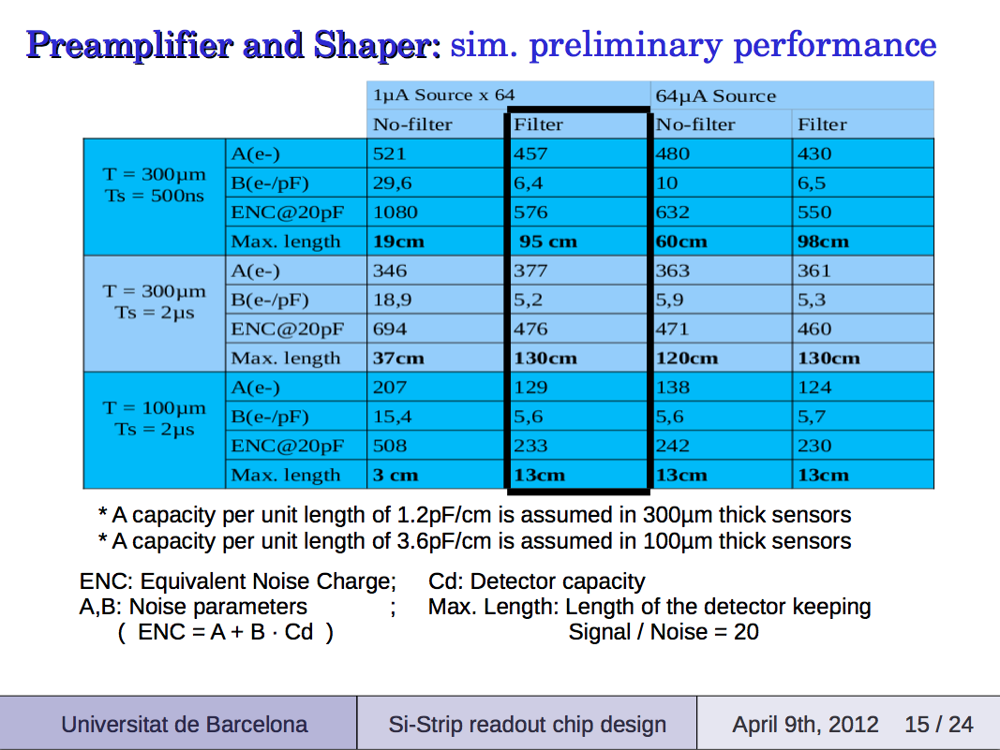 Preamplifier and Shaper: sim. preliminary performance
1µA Source x 64 64µA Source
No-filter Filter No-filter Filter
T = 300µm
Ts = 500ns
A(e-) 521 457 480 430
B(e-/pF) 29,6 6,4 10 6,5
ENC@20pF 1080 576 632 550
Max. length 19cm 95 cm 60cm 98cm
T = 300µm
Ts = 2µs
A(e-) 346 377 363 361
B(e-/pF) 18,9 5,2 5,9 5,3
ENC@20pF 694 476 471 460
Max. length 37cm 130cm 120cm 130cm
T = 100µm
Ts = 2µs
A(e-) 207 129 138 124
B(e-/pF) 15,4 5,6 5,6 5,7
ENC@20pF 508 233 242 230
Max. length 3 cm 13cm 13cm 13cm
* A capacity per unit length of 1.2pF/cm is assumed in 300µm thick sensors
* A capacity per unit length of 3.6pF/cm is assumed in 100µm thick sensors
ENC: Equivalent Noise Charge; Cd: Detector capacity
A,B: Noise parameters ; Max. Length: Length of the detector keeping
( ENC = A + B · Cd ) Signal / Noise = 20
Universitat de Barcelona Si-Strip readout chip design April 9th, 2012 15 / 24